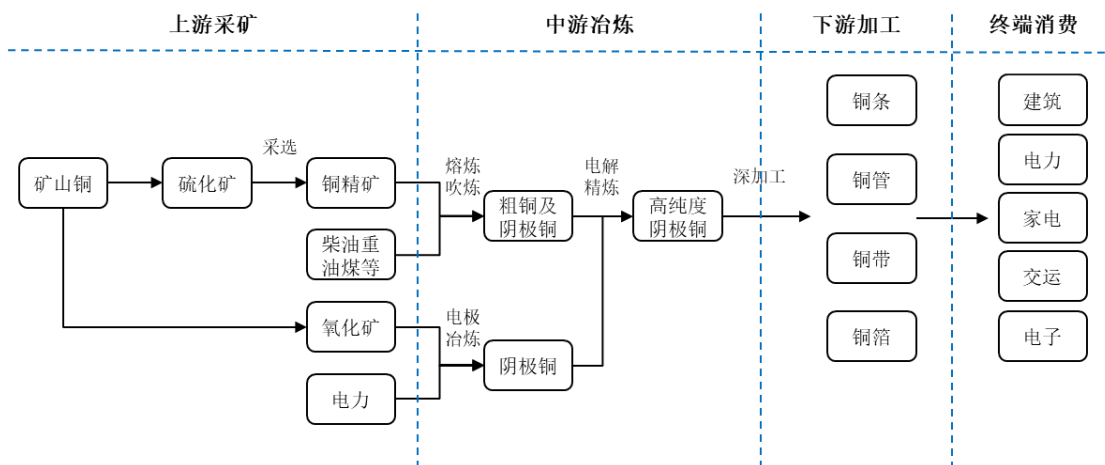 上游采矿
中游冶炼
下游加工
终端消费
矿山铜
硫化矿
采选
铜精矿
柴油重
油煤等
氧化矿
电力
熔炼
吹炼
粗铜及
阴极铜
电解
精炼
高纯度
阴极铜
电极
冶炼
阴极铜
深加工
铜条
铜管
铜带
铜箔
建筑
电力
家电
交运
电子